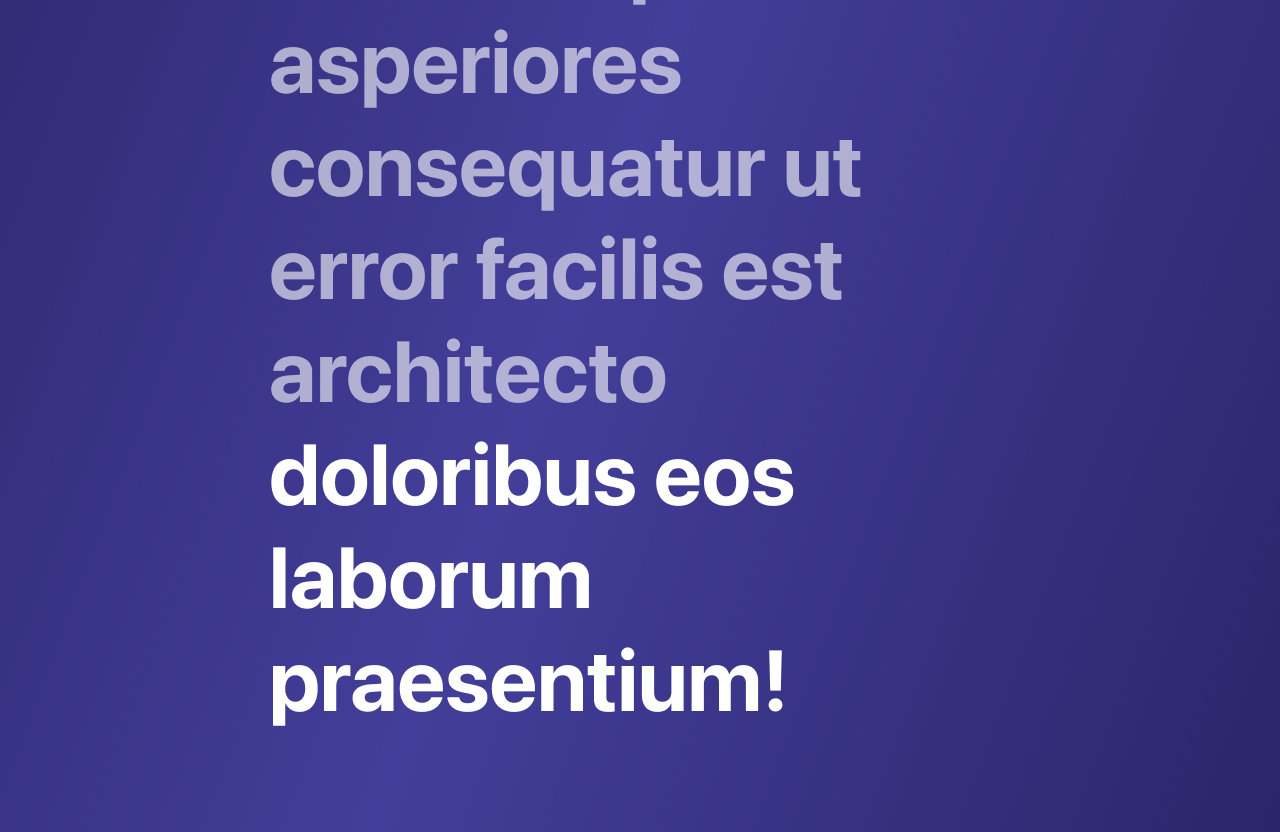 asperiores
consequatur ut
error facilis est
architecto
doloribus eos
laborum
praesentium!